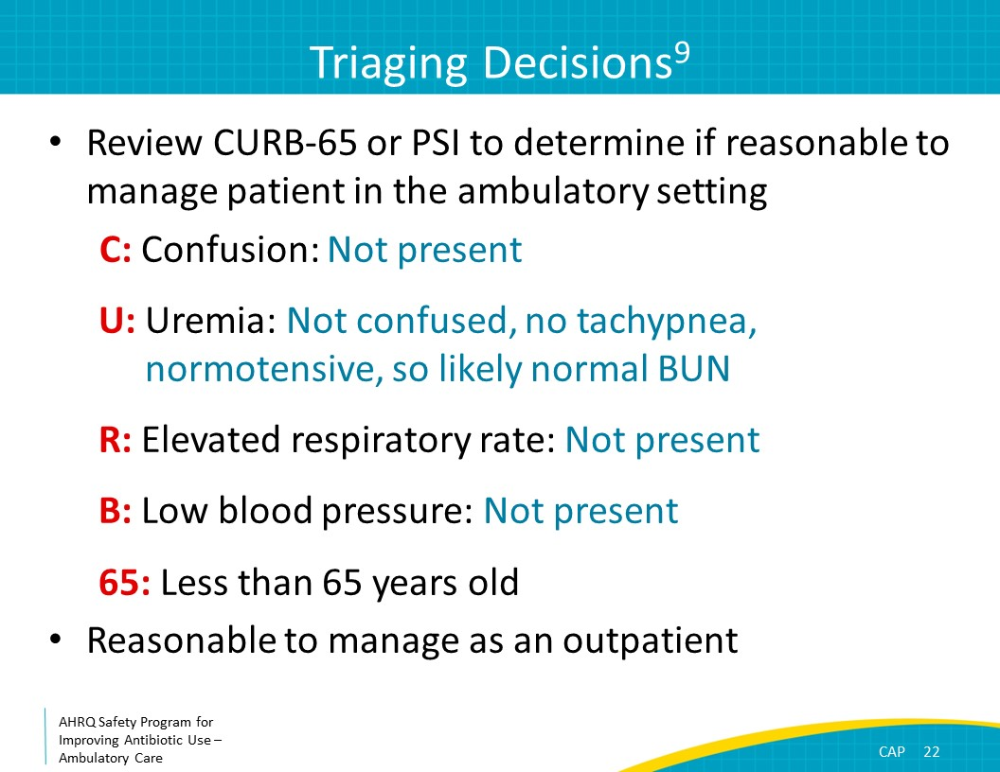 Triaging Decisions⁹
• Review CURB-65 or PSI to determine if reasonable to
manage patient in the ambulatory setting
C: Confusion: Not present
U: Uremia: Not confused, no tachypnea,
normotensive, so likely normal BUN
R: Elevated respiratory rate: Not present
B: Low blood pressure: Not present
65: Less than 65 years old
• Reasonable to manage as an outpatient
AHRQ Safety Program for
Improving Antibiotic Use –
Ambulatory Care
CAP 22